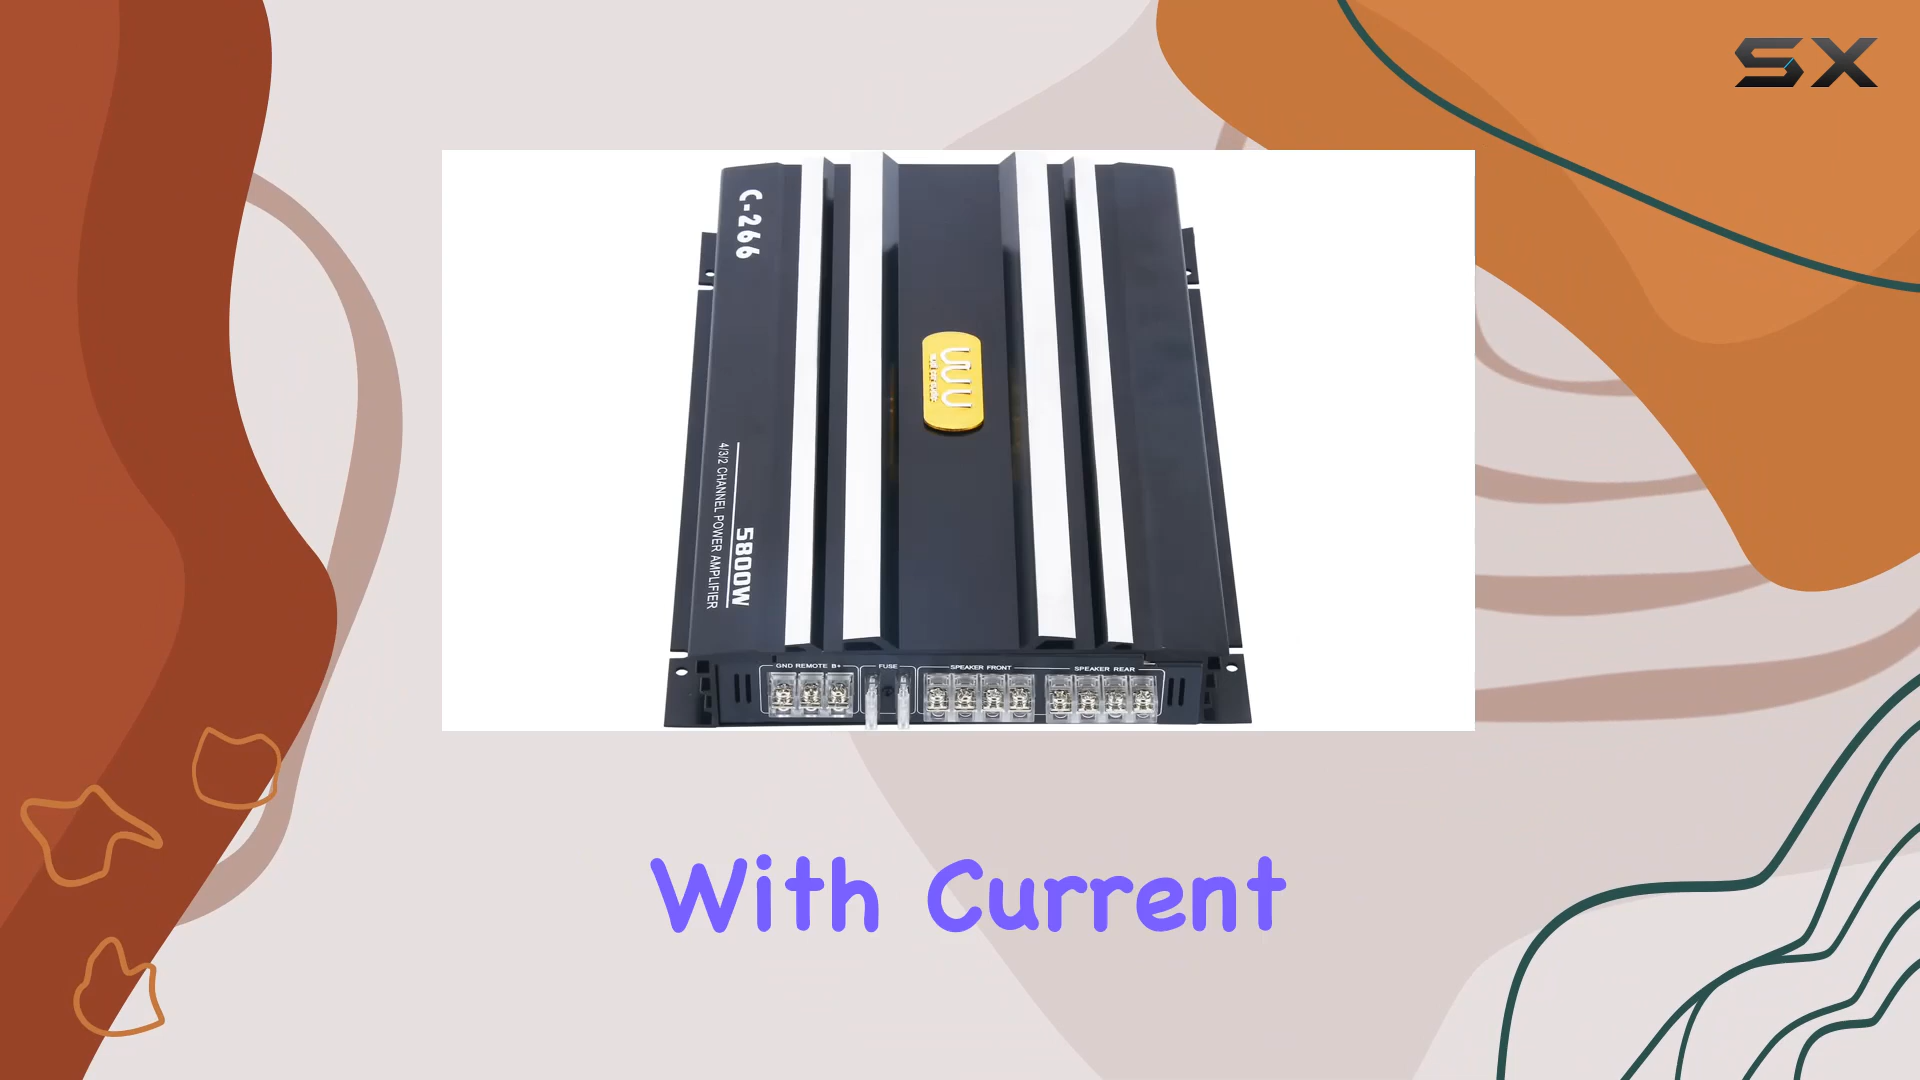 SX
C-266
4/3/2 CHANNEL POWER AMPLIFIER
5800W
GND REMOTE B+
FUSE
SPEAKER FRONT
SPEAKER REAR
With Current